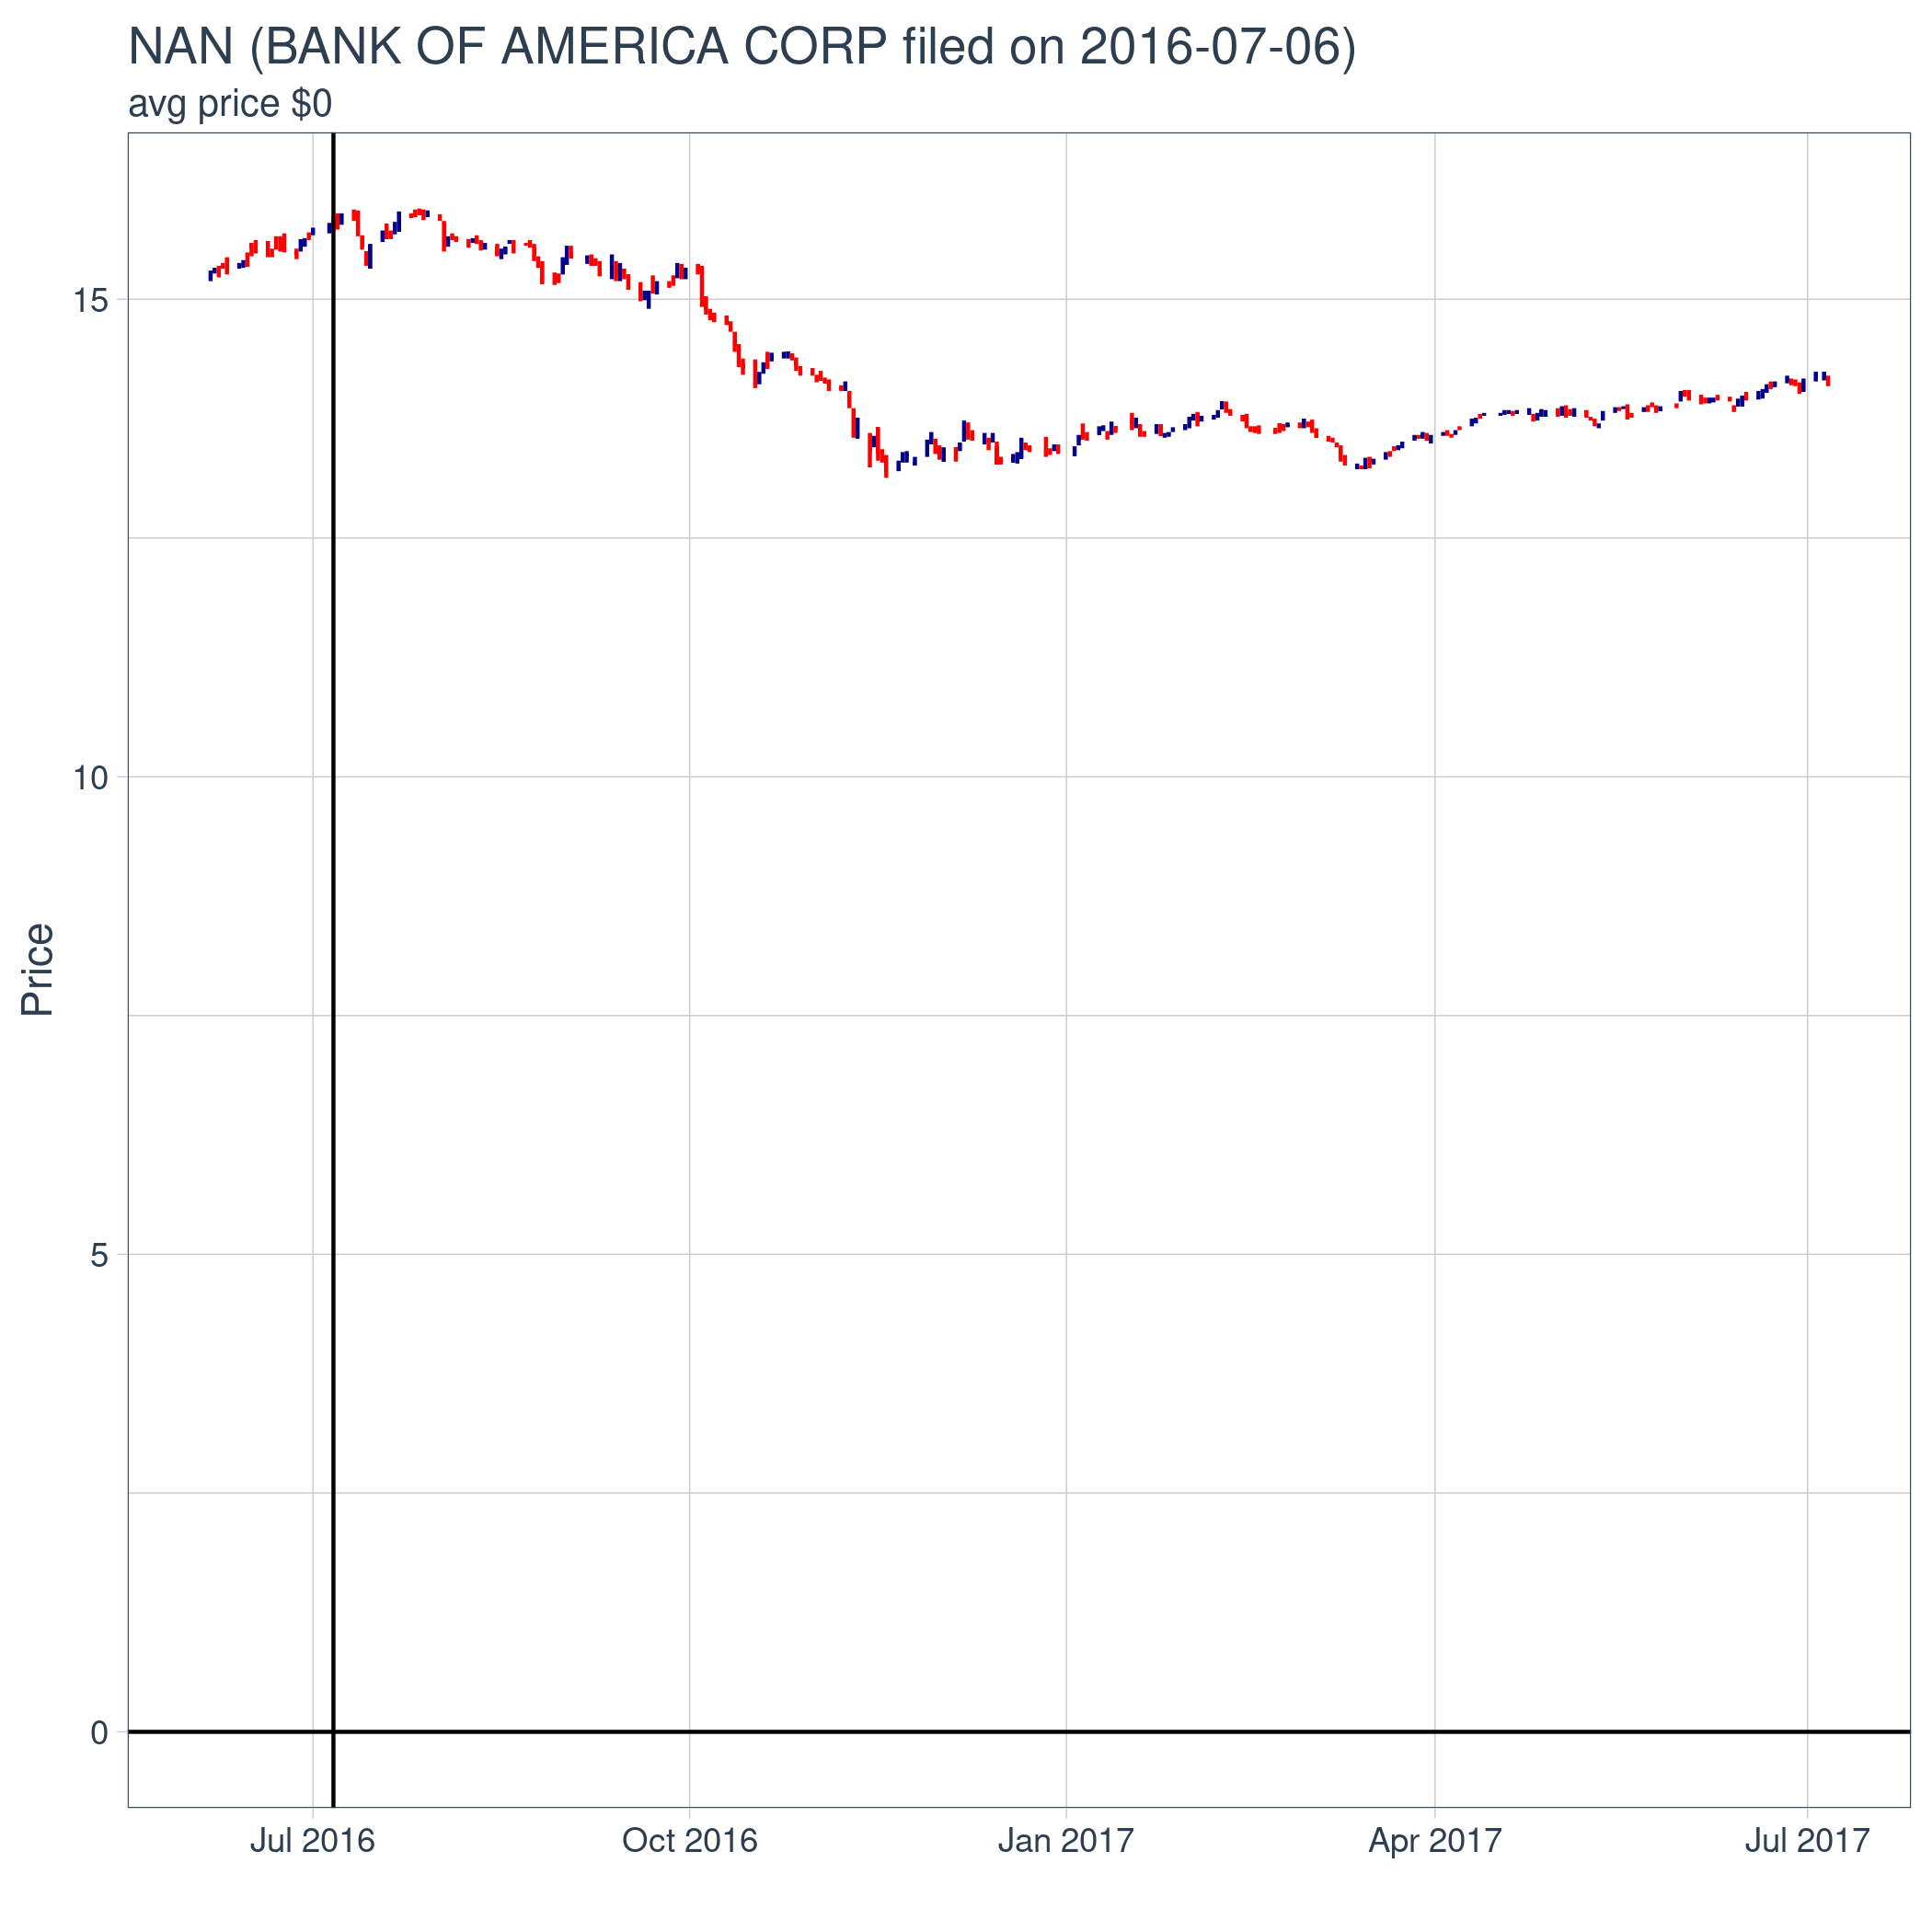 NAN (BANK OF AMERICA CORP filed on 2016-07-06)
avg price $0
15
10
5
0
Price
Jul 2016
Oct 2016
Jan 2017
Apr 2017
Jul 2017